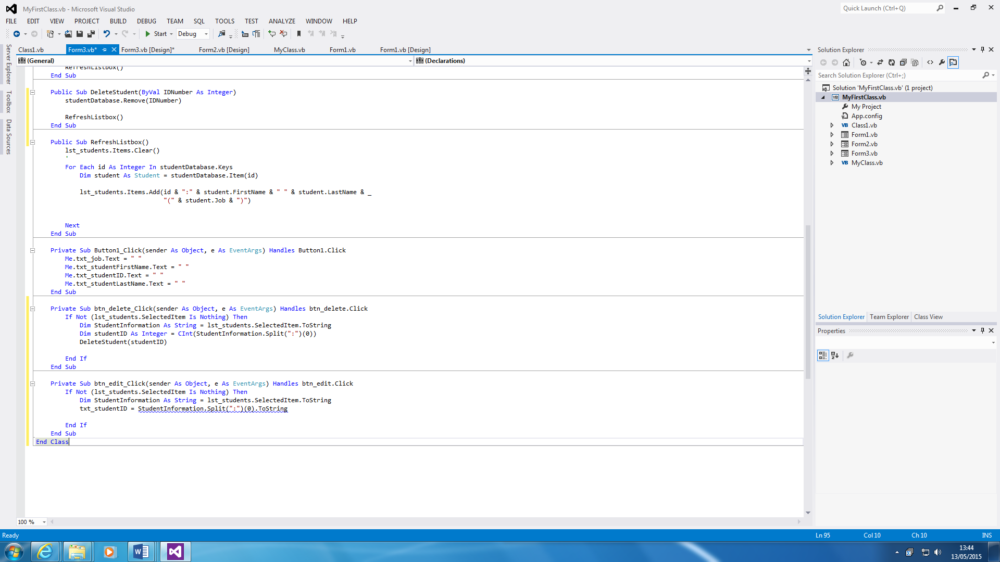 MyFirstClass.vb - Microsoft Visual Studio
Quick Launch (Ctrl+Q)
FILE EDIT VIEW PROJECT BUILD DEBUG TEAM SQL TOOLS TEST ANALYZE WINDOW HELP
Start Debug
Server Explorer
Toolbox
Data Sources
Class1.vb Form3.vb* Form3.vb [Design]* Form2.vb [Design] MyClass.vb Form1.vb Form1.vb [Design]
(General) (Declarations)
RefreshListbox()
End Sub
Public Sub DeleteStudent(ByVal IDNumber As Integer)
studentDatabase.Remove(IDNumber)
RefreshListbox()
End Sub
Public Sub RefreshListbox()
lst_students.Items.Clear()
'
For Each id As Integer In studentDatabase.Keys
Dim student As Student = studentDatabase.Item(id)
lst_students.Items.Add(id & ":" & student.FirstName & " " & student.LastName & _
"(" & student.Job & ")")
Next
End Sub
Private Sub Button1_Click(sender As Object, e As EventArgs) Handles Button1.Click
Me.txt_job.Text = " "
Me.txt_studentFirstName.Text = " "
Me.txt_studentID.Text = " "
Me.txt_studentLastName.Text = " "
End Sub
Private Sub btn_delete_Click(sender As Object, e As EventArgs) Handles btn_delete.Click
If Not (lst_students.SelectedItem Is Nothing) Then
Dim StudentInformation As String = lst_students.SelectedItem.ToString
Dim studentID As Integer = CInt(StudentInformation.Split(":")(0))
DeleteStudent(studentID)
End If
End Sub
Private Sub btn_edit_Click(sender As Object, e As EventArgs) Handles btn_edit.Click
If Not (lst_students.SelectedItem Is Nothing) Then
Dim StudentInformation As String = lst_students.SelectedItem.ToString
txt_studentID = StudentInformation.Split(":")(0).ToString
End If
End Sub
End Class
100 %
Solution Explorer
Search Solution Explorer (Ctrl+;)
Solution 'MyFirstClass.vb' (1 project)
VB MyFirstClass.vb
My Project
App.config
VB Class1.vb
Form1.vb
Form2.vb
Form3.vb
VB MyClass.vb
Solution Explorer Team Explorer Class View
Properties
Ready
Ln 95 Col 10 Ch 10 INS
13:44
13/05/2015